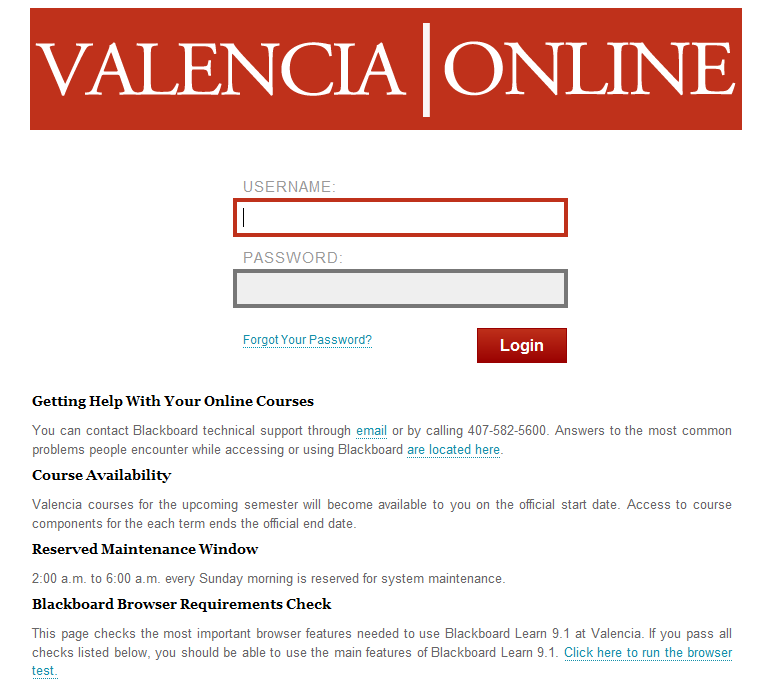 VALENCIA | ONLINE
USERNAME:
PASSWORD:
Forgot Your Password?
Login
Getting Help With Your Online Courses
You can contact Blackboard technical support through email or by calling 407-582-5600. Answers to the most common
problems people encounter while accessing or using Blackboard are located here.
Course Availability
Valencia courses for the upcoming semester will become available to you on the official start date. Access to course
components for the each term ends the official end date.
Reserved Maintenance Window
2:00 a.m. to 6:00 a.m. every Sunday morning is reserved for system maintenance.
Blackboard Browser Requirements Check
This page checks the most important browser features needed to use Blackboard Learn 9.1 at Valencia. If you pass all
checks listed below, you should be able to use the main features of Blackboard Learn 9.1. Click here to run the browser
test.